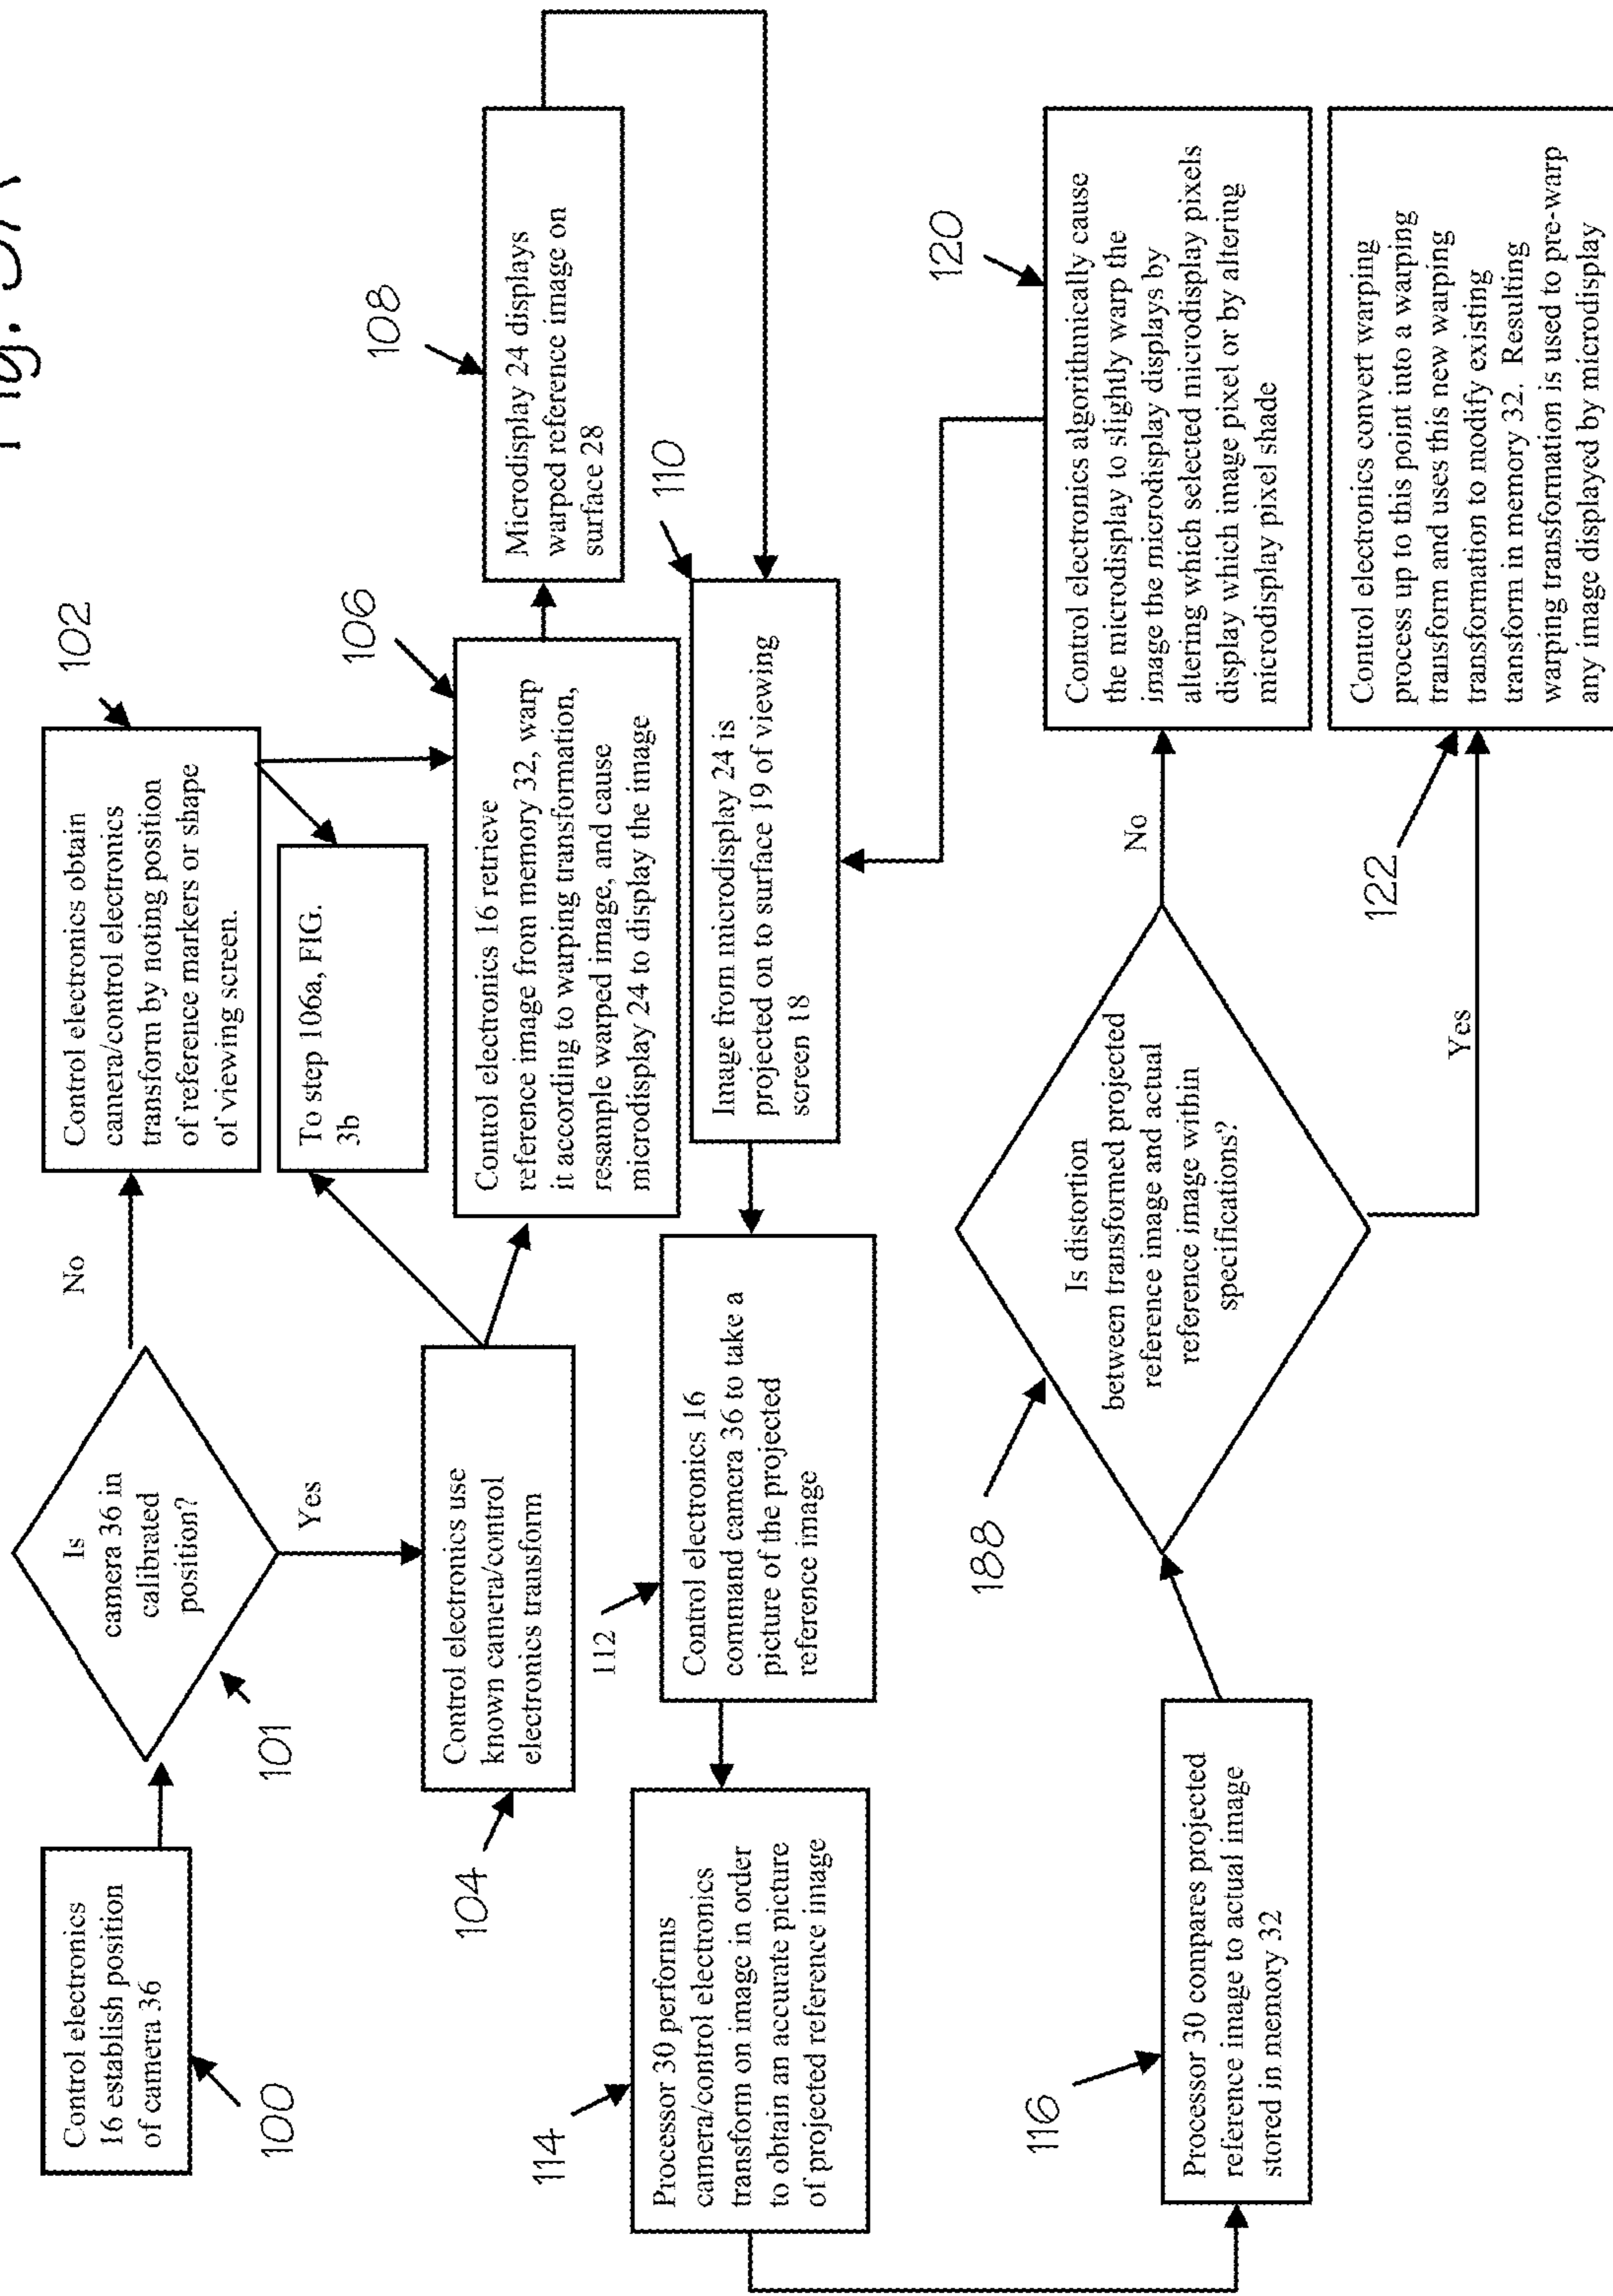 Fig. 3A
Control electronics
16 establish position
of camera 36
100
Is
camera 36 in
calibrated
position?
101
No
Yes
Control electronics obtain
camera/control electronics
transform by noting position
of reference markers or shape
of viewing screen.
102
To step 106a, FIG.
3b
Control electronics use
known camera/control
electronics transform
104
Control electronics 16 retrieve
reference image from memory 32, warp
it according to warping transformation,
resample warped image, and cause
microdisplay 24 to display the image
106
Microdisplay 24 displays
warped reference image on
surface 28
108
Image from microdisplay 24 is
projected on to surface 19 of viewing
screen 18
110
Control electronics 16
command camera 36 to take a
picture of the projected
reference image
112
Processor 30 performs
camera/control electronics
transform on image in order
to obtain an accurate picture
of projected reference image
114
Processor 30 compares projected
reference image to actual image
stored in memory 32
116
Is distortion
between transformed projected
reference image and actual
reference image within
specifications?
188
No
Yes
Control electronics algorithmically cause
the microdisplay to slightly warp the
image the microdisplay displays by
altering which selected microdisplay pixels
display which image pixel or by altering
microdisplay pixel shade
120
Control electronics convert warping
process up to this point into a warping
transform and uses this new warping
transformation to modify existing
transform in memory 32. Resulting
warping transformation is used to pre-warp
any image displayed by microdisplay
122